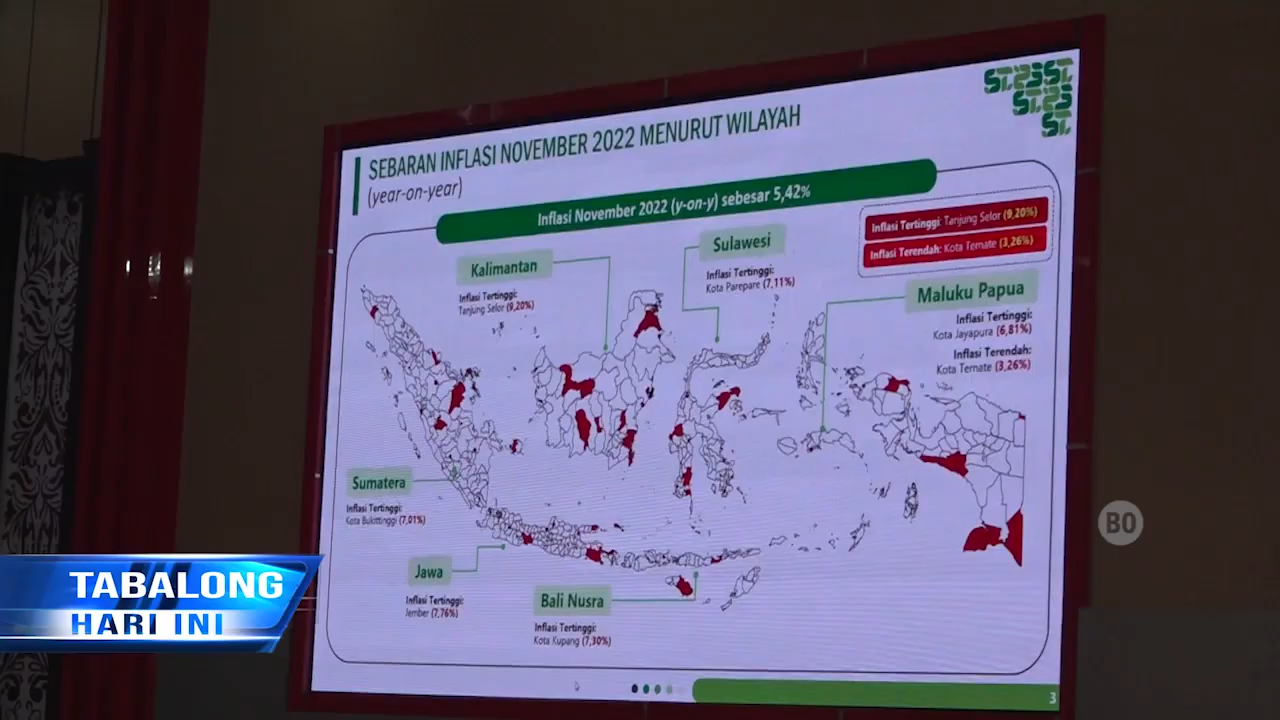 SEBARAN INFLASI NOVEMBER 2022 MENURUT WILAYAH
(year-on-year)
Inflasi November 2022 (y-on-y) sebesar 5,42%
Inflasi Tertinggi: Tanjung Selor (9,20%)
Inflasi Terendah: Kota Ternate (3,26%)
Kalimantan
Inflasi Tertinggi:
Tanjung Selor (9,20%)
Sulawesi
Inflasi Tertinggi:
Kota Parepare (7,11%)
Maluku Papua
Inflasi Tertinggi:
Kota Jayapura (6,81%)
Inflasi Terendah:
Kota Ternate (3,26%)
Sumatera
Inflasi Tertinggi:
Kota Bukittinggi (7,01%)
Jawa
Inflasi Tertinggi:
Jember (7,76%)
Bali Nusra
Inflasi Tertinggi:
Kota Kupang (7,30%)
3
BO
TABALONG
HARI INI